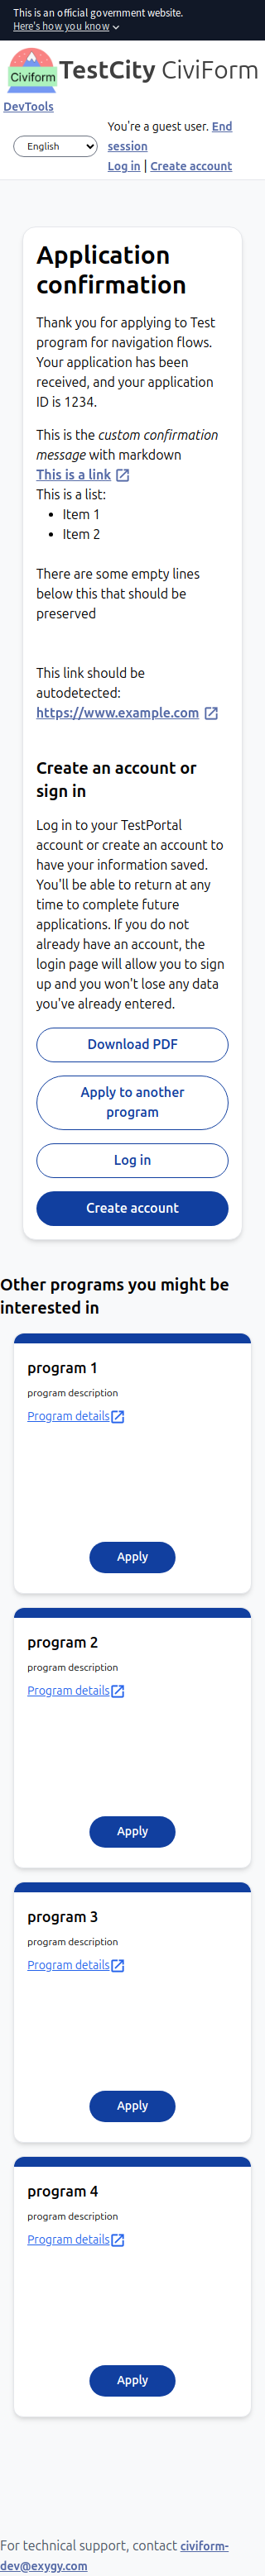 This is an official government website.
Here's how you know
Civiform
TestCity CiviForm
DevTools
English
You're a guest user. End
session
Log in | Create account
Application
confirmation
Thank you for applying to Test
program for navigation flows.
Your application has been
received, and your application
ID is 1234.
This is the custom confirmation
message with markdown
This is a link
This is a list:
• Item 1
• Item 2
There are some empty lines
below this that should be
preserved
This link should be
autodetected:
https://www.example.com
Create an account or
sign in
Log in to your TestPortal
account or create an account to
have your information saved.
You'll be able to return at any
time to complete future
applications. If you do not
already have an account, the
login page will allow you to sign
up and you won't lose any data
you've already entered.
Download PDF
Apply to another
program
Log in
Create account
Other programs you might be
interested in
program 1
program description
Program details
Apply
program 2
program description
Program details
Apply
program 3
program description
Program details
Apply
program 4
program description
Program details
Apply
For technical support, contact civiform-
dev@exygy.com